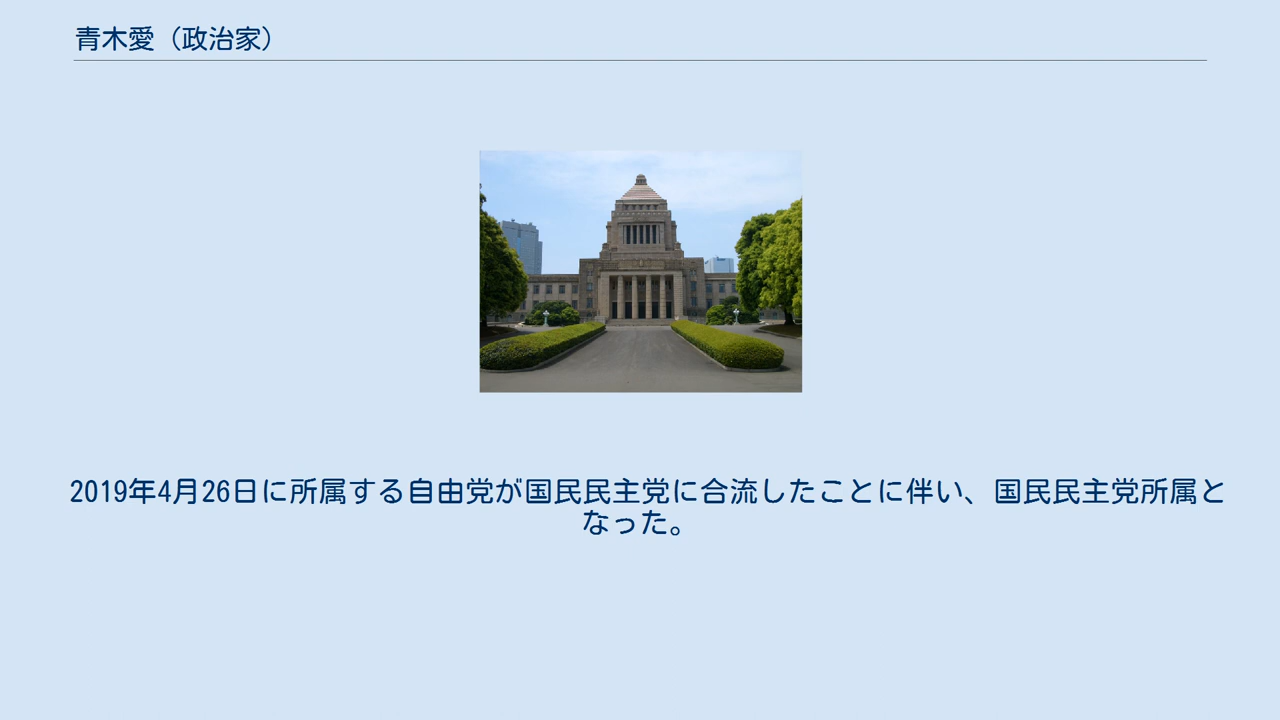 青木愛（政治家）
2019年4月26日に所属する自由党が国民民主党に合流したことに伴い、国民民主党所属と
なった。